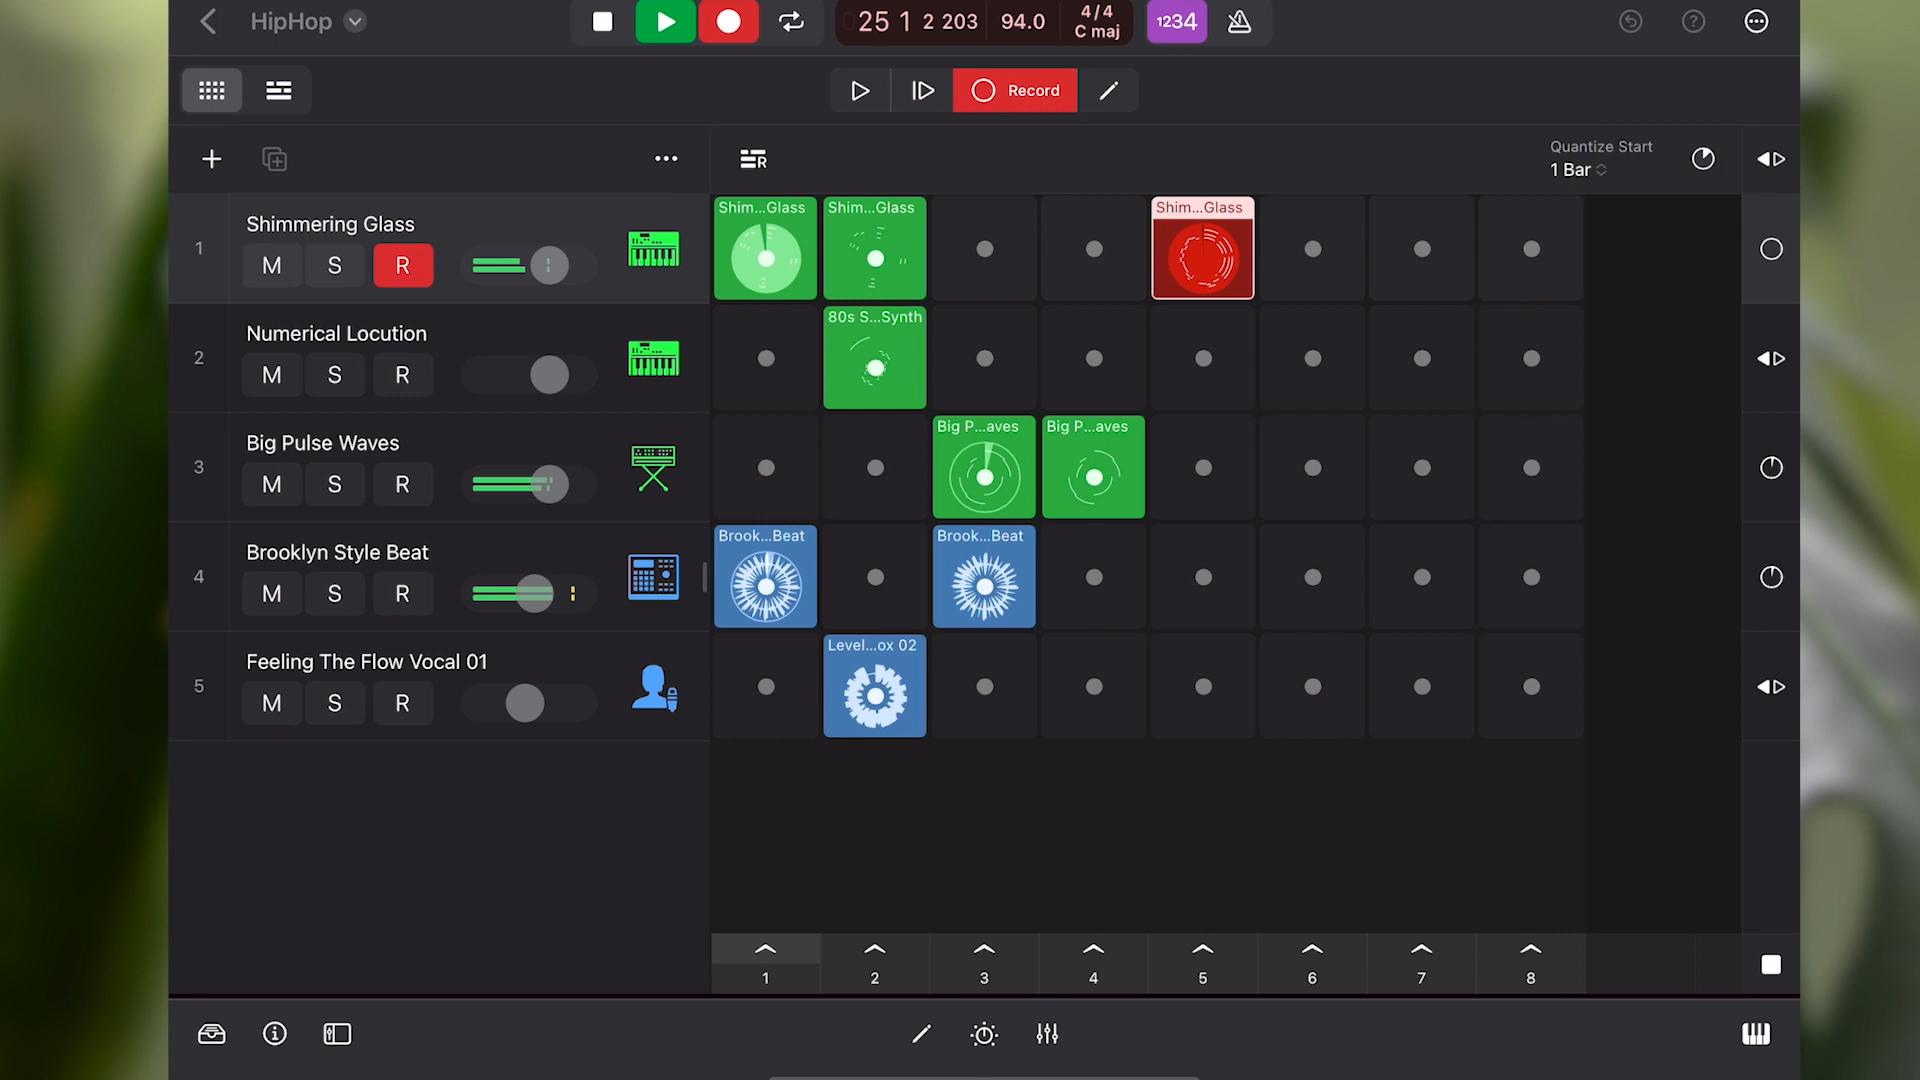 HipHop
025 1 2 203
94.0
4/4
C maj
1234
Record
Quantize Start
1 Bar
R
1
Shimmering Glass
M S R
Shim...Glass
Shim...Glass
Shim...Glass
2
Numerical Locution
M S R
80s S...Synth
3
Big Pulse Waves
M S R
Big P...aves
Big P...aves
4
Brooklyn Style Beat
M S R
Brook...Beat
Brook...Beat
5
Feeling The Flow Vocal 01
M S R
Level...ox 02
1 2 3 4 5 6 7 8